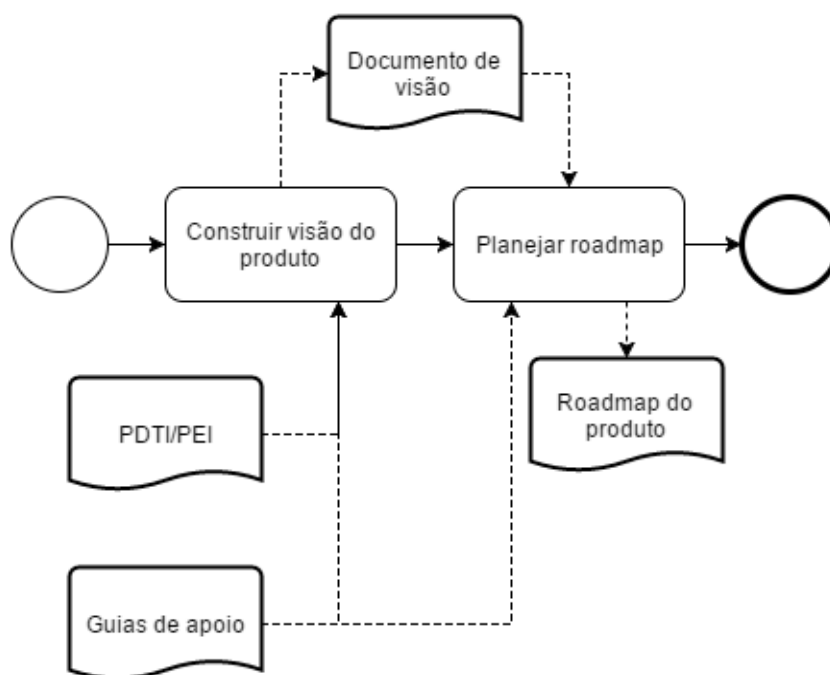 Documento de
visão
Construir visão do
produto
Planejar roadmap
PDTI/PEI
Roadmap do
produto
Guias de apoio